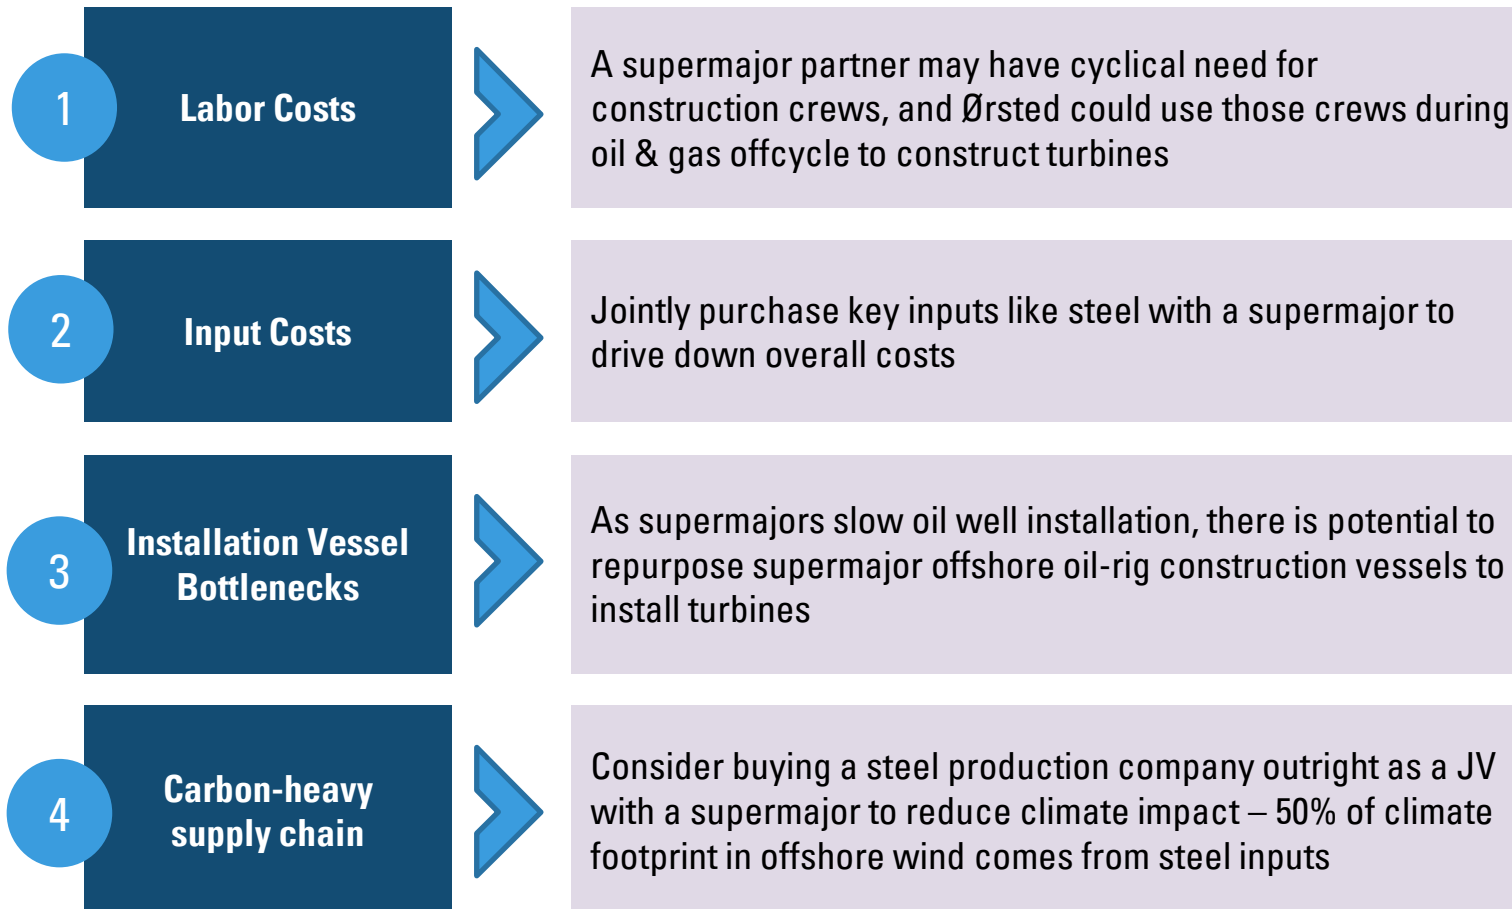 1
Labor Costs
A supermajor partner may have cyclical need for
construction crews, and Ørsted could use those crews during
oil & gas offcycle to construct turbines
2
Input Costs
Jointly purchase key inputs like steel with a supermajor to
drive down overall costs
3
Installation Vessel
Bottlenecks
As supermajors slow oil well installation, there is potential to
repurpose supermajor offshore oil-rig construction vessels to
install turbines
4
Carbon-heavy
supply chain
Consider buying a steel production company outright as a JV
with a supermajor to reduce climate impact – 50% of climate
footprint in offshore wind comes from steel inputs